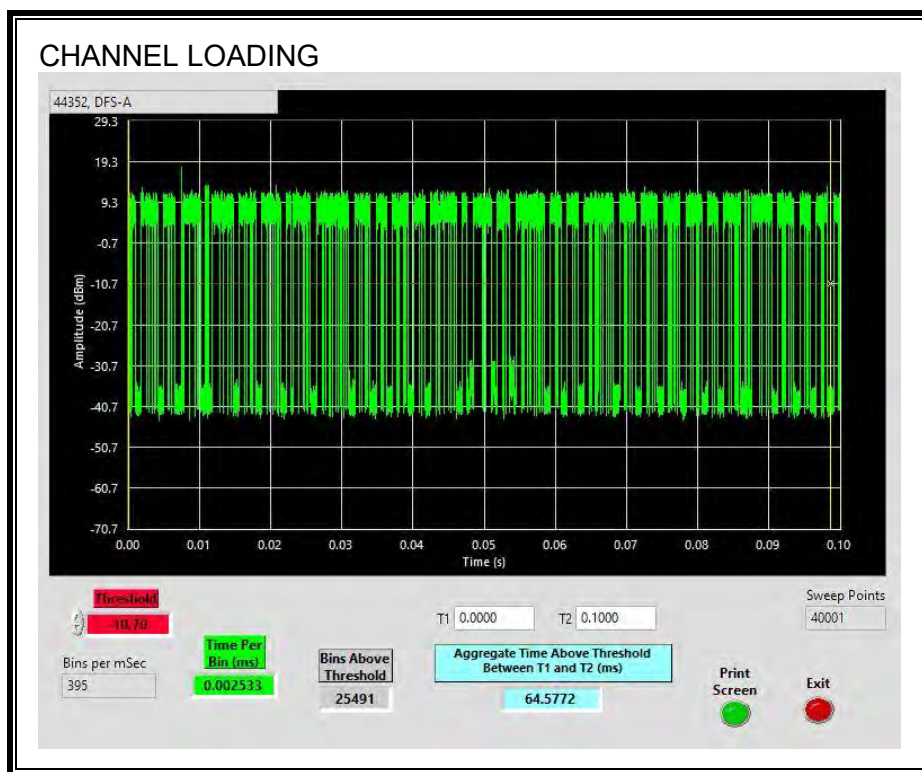 CHANNEL LOADING
44352, DFS-A
29.3
19.3
9.3
-0.7
-10.7
-20.7
-30.7
-40.7
-50.7
-60.7
-70.7
Amplitude (dBm)
0.00 0.01 0.02 0.03 0.04 0.05 0.06 0.07 0.08 0.09 0.10
Time (s)
Threshold
-10.70
Bins per mSec
395
Time Per
Bin (ms)
0.002533
Bins Above
Threshold
25491
T1 0.0000 T2 0.1000
Aggregate Time Above Threshold
Between T1 and T2 (ms)
64.5772
Sweep Points
40001
Print
Screen
Exit